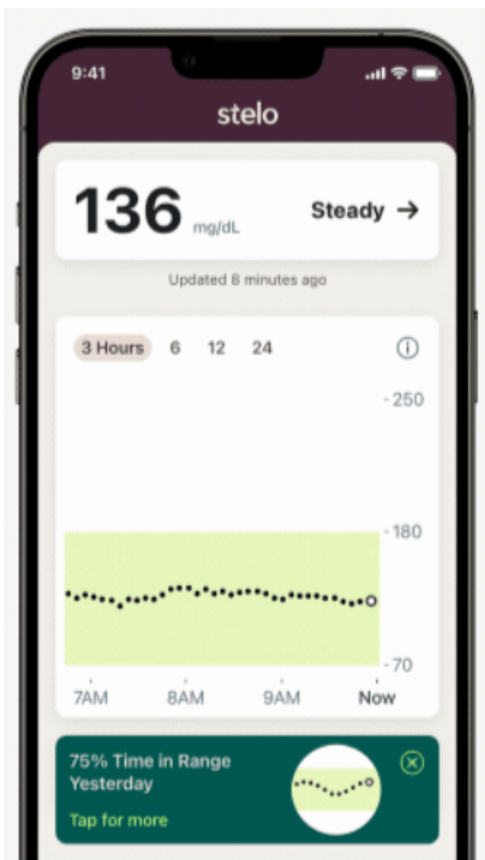 9:41
stelo
136 mg/dL Steady →
Updated 8 minutes ago
3 Hours 6 12 24
- 250
- 180
- 70
7AM 8AM 9AM Now
75% Time in Range
Yesterday
Tap for more